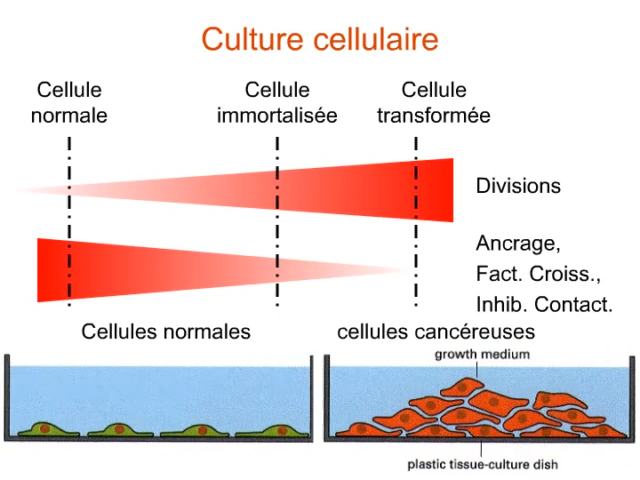 Culture cellulaire
Cellule
normale
Cellule
immortalisée
Cellule
transformée
Divisions
Ancrage,
Fact. Croiss.,
Inhib. Contact.
Cellules normales
cellules cancéreuses
growth medium
plastic tissue-culture dish